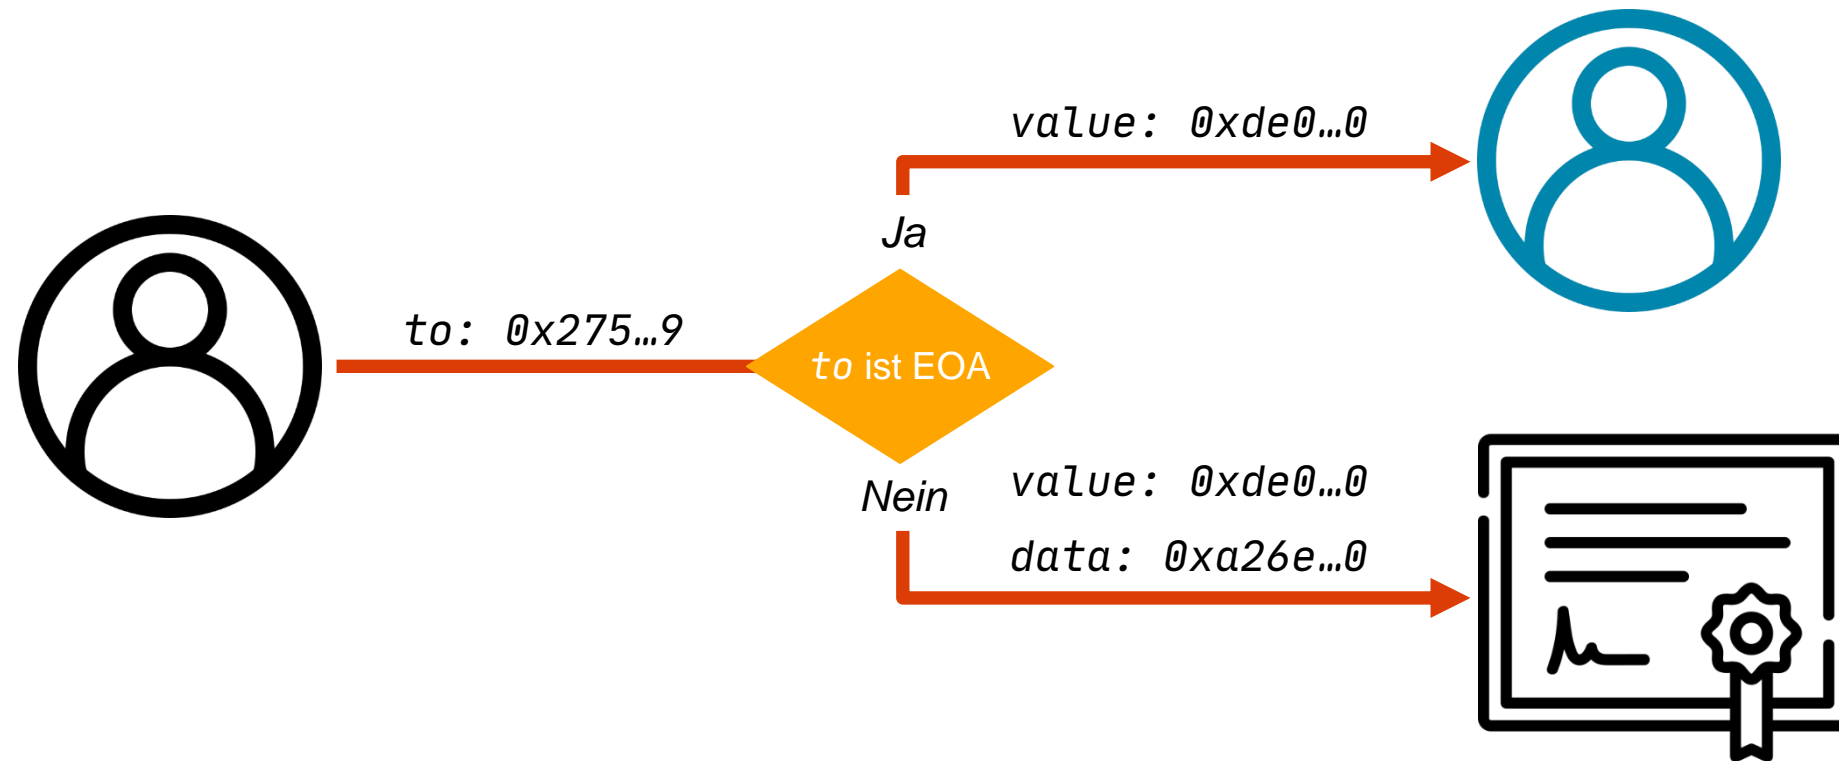 value: 0xde0…0
Ja
to: 0x275…9
to ist EOA
Nein
value: 0xde0…0
data: 0xa26e…0